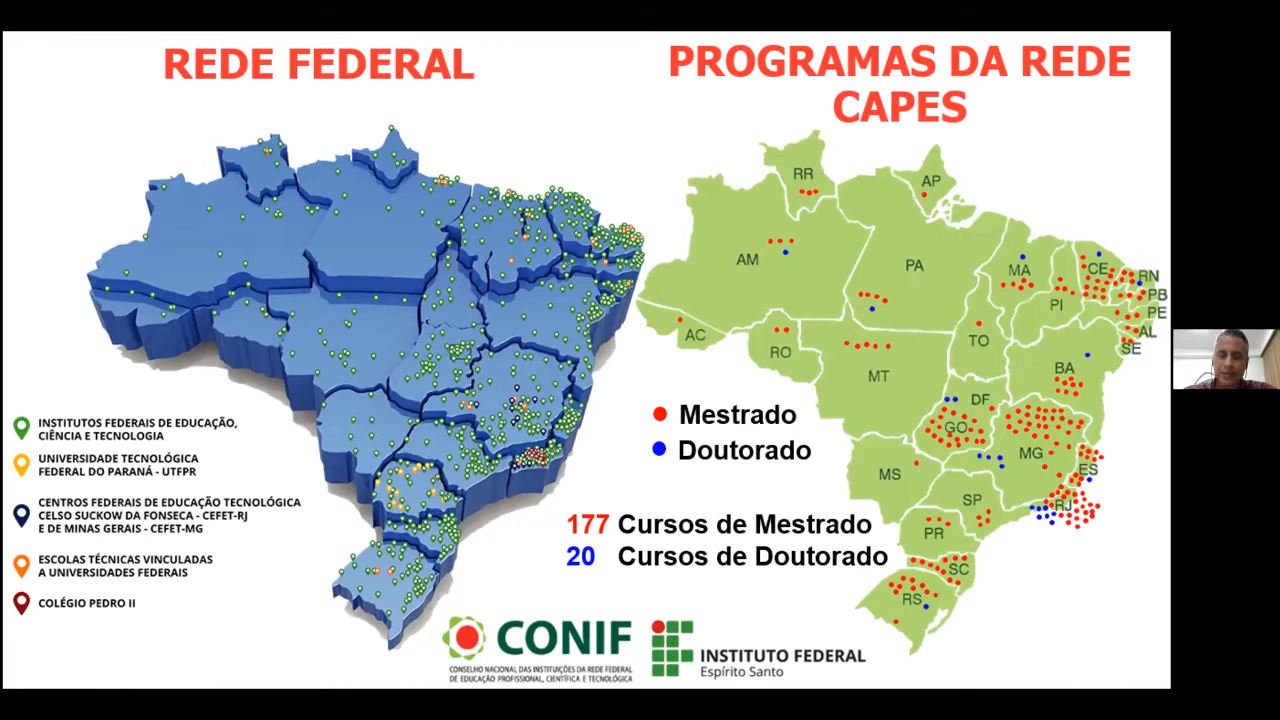 REDE FEDERAL
PROGRAMAS DA REDE
CAPES
INSTITUTOS FEDERAIS DE EDUCAÇÃO,
CIÊNCIA E TECNOLOGIA
UNIVERSIDADE TECNOLÓGICA
FEDERAL DO PARANÁ - UTFPR
CENTROS FEDERAIS DE EDUCAÇÃO TECNOLÓGICA
CELSO SUCKOW DA FONSECA - CEFET-RJ
E DE MINAS GERAIS - CEFET-MG
ESCOLAS TÉCNICAS VINCULADAS
A UNIVERSIDADES FEDERAIS
COLÉGIO PEDRO II
RR
AP
AM
PA
MA
CE
RN
PI
PB
PE
AC
RO
TO
AL
SE
MT
BA
DF
GO
MG
MS
ES
SP
RJ
PR
SC
RS
Mestrado
Doutorado
177 Cursos de Mestrado
20 Cursos de Doutorado
CONIF
CONSELHO NACIONAL DAS INSTITUIÇÕES DA REDE FEDERAL
DE EDUCAÇÃO PROFISSIONAL, CIENTÍFICA E TECNOLÓGICA
INSTITUTO FEDERAL
Espírito Santo